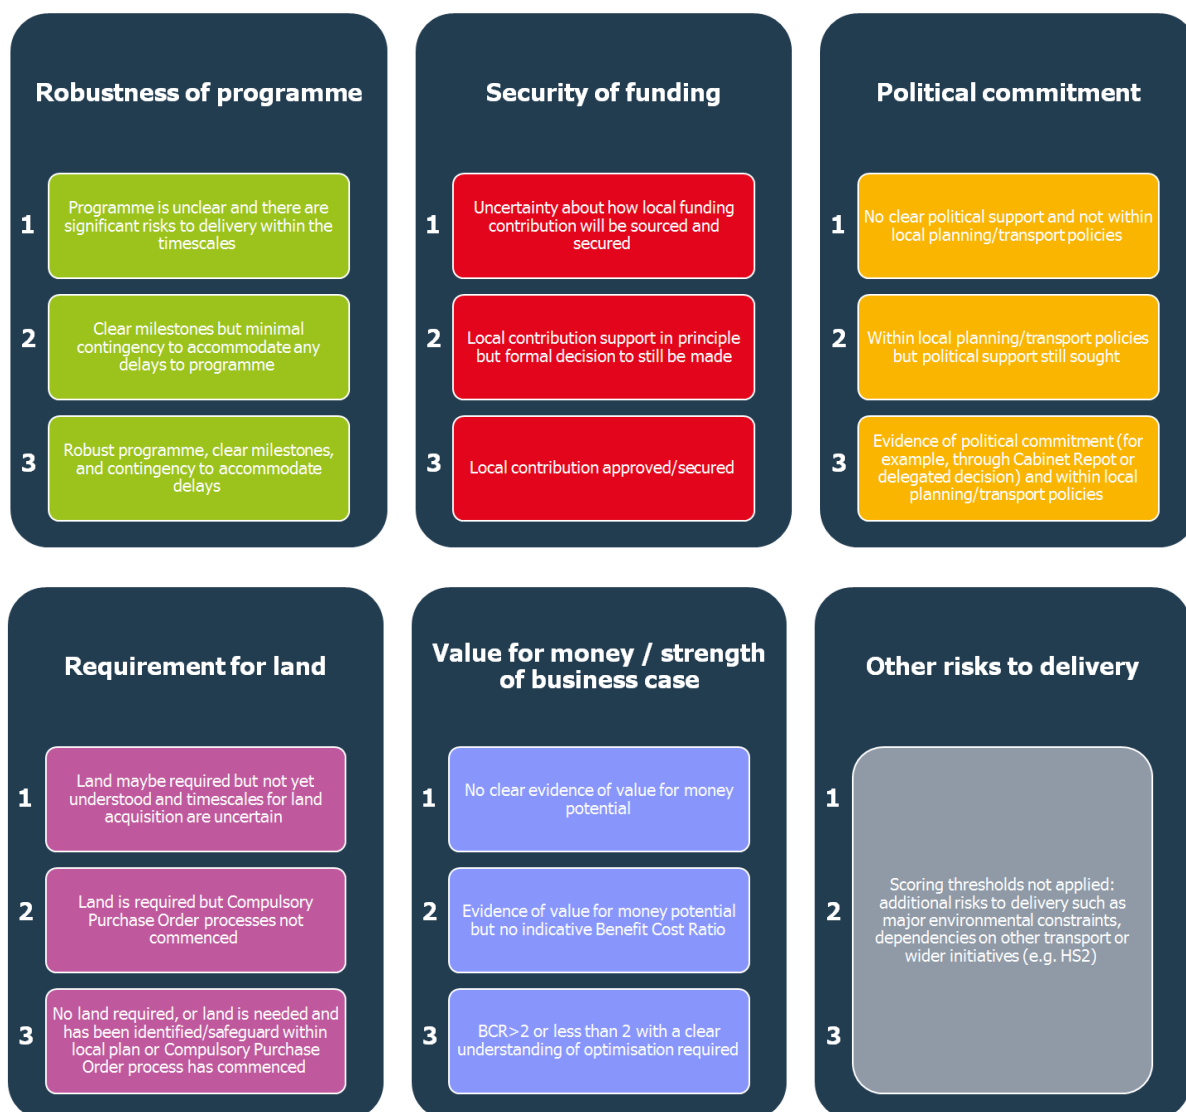 Robustness of programme
1
Programme is unclear and there are
significant risks to delivery within the
timescales
2
Clear milestones but minimal
contingency to accommodate any
delays to programme
3
Robust programme, clear milestones,
and contingency to accommodate
delays
Security of funding
1
Uncertainty about how local funding
contribution will be sourced and
secured
2
Local contribution support in principle
but formal decision to still be made
3
Local contribution approved/secured
Political commitment
1
No clear political support and not within
local planning/transport policies
2
Within local planning/transport policies
but political support still sought
3
Evidence of political commitment (for
example, through Cabinet Repot or
delegated decision) and within local
planning/transport policies
Requirement for land
1
Land maybe required but not yet
understood and timescales for land
acquisition are uncertain
2
Land is required but Compulsory
Purchase Order processes not
commenced
3
No land required, or land is needed and
has been identified/safeguard within
local plan or Compulsory Purchase
Order process has commenced
Value for money / strength
of business case
1
No clear evidence of value for money
potential
2
Evidence of value for money potential
but no indicative Benefit Cost Ratio
3
BCR>2 or less than 2 with a clear
understanding of optimisation required
Other risks to delivery
1
2
3
Scoring thresholds not applied:
additional risks to delivery such as
major environmental constraints,
dependencies on other transport or
wider initiatives (e.g. HS2)